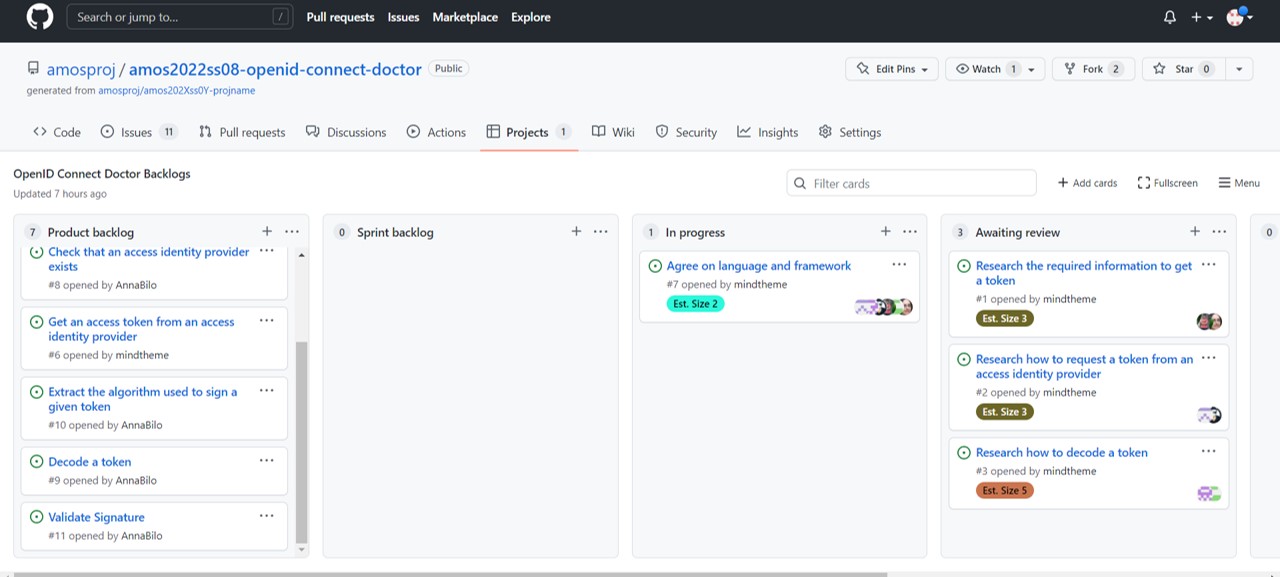 Search or jump to...
/
Pull requests
Issues
Marketplace
Explore
amosproj / amos2022ss08-openid-connect-doctor
Public
generated from amosproj/amos202Xss0Y-projname
Edit Pins
Watch 1
Fork 2
Star 0
Code
Issues 11
Pull requests
Discussions
Actions
Projects 1
Wiki
Security
Insights
Settings
OpenID Connect Doctor Backlogs
Updated 7 hours ago
Filter cards
Add cards
Fullscreen
Menu
7 Product backlog
Check that an access identity provider
exists
#8 opened by AnnaBilo
Get an access token from an access
identity provider
#6 opened by mindtheme
Extract the algorithm used to sign a
given token
#10 opened by AnnaBilo
Decode a token
#9 opened by AnnaBilo
Validate Signature
#11 opened by AnnaBilo
0 Sprint backlog
1 In progress
Agree on language and framework
#7 opened by mindtheme
Est. Size 2
3 Awaiting review
Research the required information to get
a token
#1 opened by mindtheme
Est. Size 3
Research how to request a token from an
access identity provider
#2 opened by mindtheme
Est. Size 3
Research how to decode a token
#3 opened by mindtheme
Est. Size 5
0